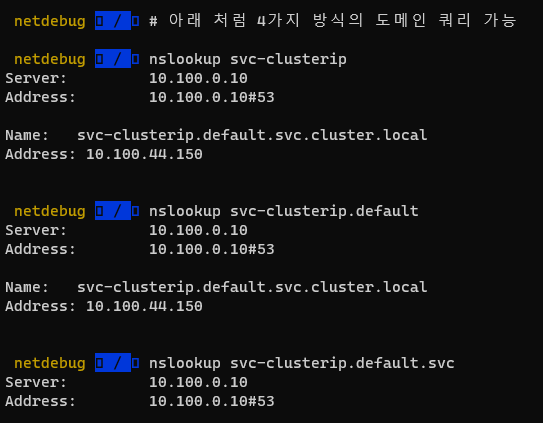 netdebug / # 아래 처럼 4가지 방식의 도메인 쿼리 가능
netdebug / nslookup svc-clusterip
Server: 10.100.0.10
Address: 10.100.0.10#53
Name: svc-clusterip.default.svc.cluster.local
Address: 10.100.44.150
netdebug / nslookup svc-clusterip.default
Server: 10.100.0.10
Address: 10.100.0.10#53
Name: svc-clusterip.default.svc.cluster.local
Address: 10.100.44.150
netdebug / nslookup svc-clusterip.default.svc
Server: 10.100.0.10
Address: 10.100.0.10#53